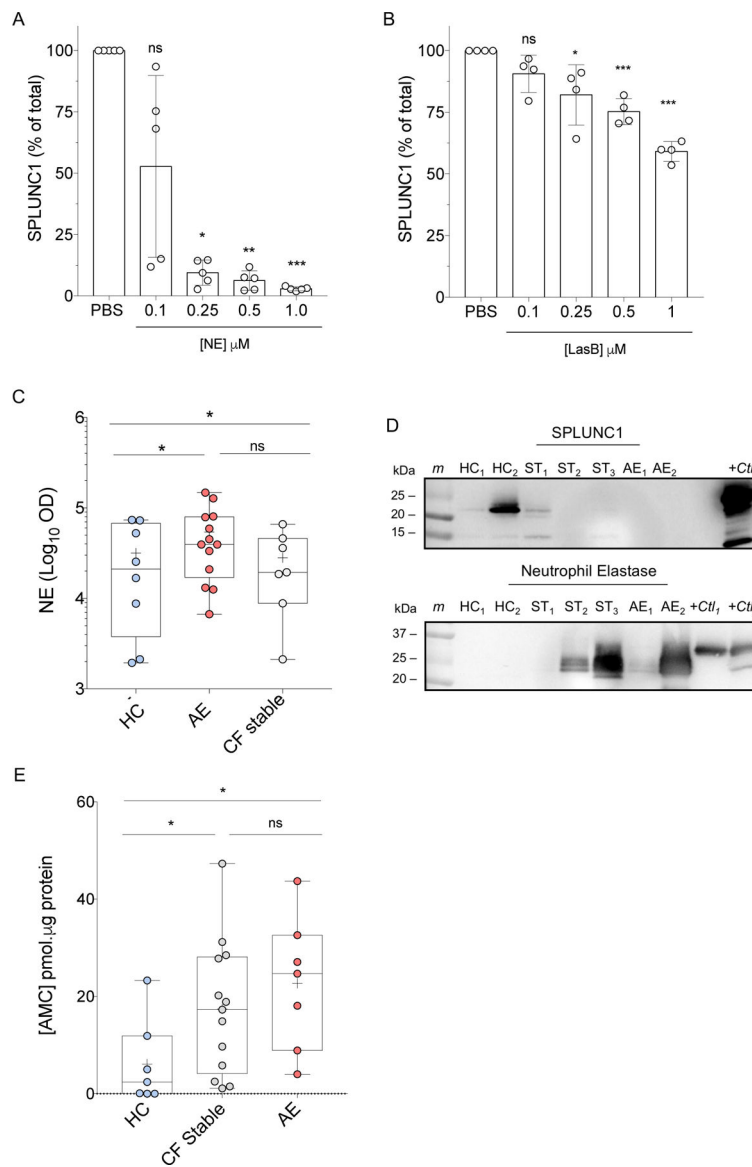 A
SPLUNC1 (% of total)
100
75
50
25
0
ns
*
**
***
PBS 0.1 0.25 0.5 1.0
[NE] μM
B
SPLUNC1 (% of total)
100
75
50
25
0
ns
*
***
***
PBS 0.1 0.25 0.5 1
[LasB] μM
C
NE (Log10 OD)
6
5
4
3
*
* ns
HC AE CF stable
D
SPLUNC1
kDa m HC1 HC2 ST1 ST2 ST3 AE1 AE2 +Ctl
25
20
15
Neutrophil Elastase
kDa m HC1 HC2 ST1 ST2 ST3 AE1 AE2 +Ctl1 +Ctl
37
25
20
E
[AMC] pmol.μg protein
60
40
20
0
*
* ns
HC CF Stable AE